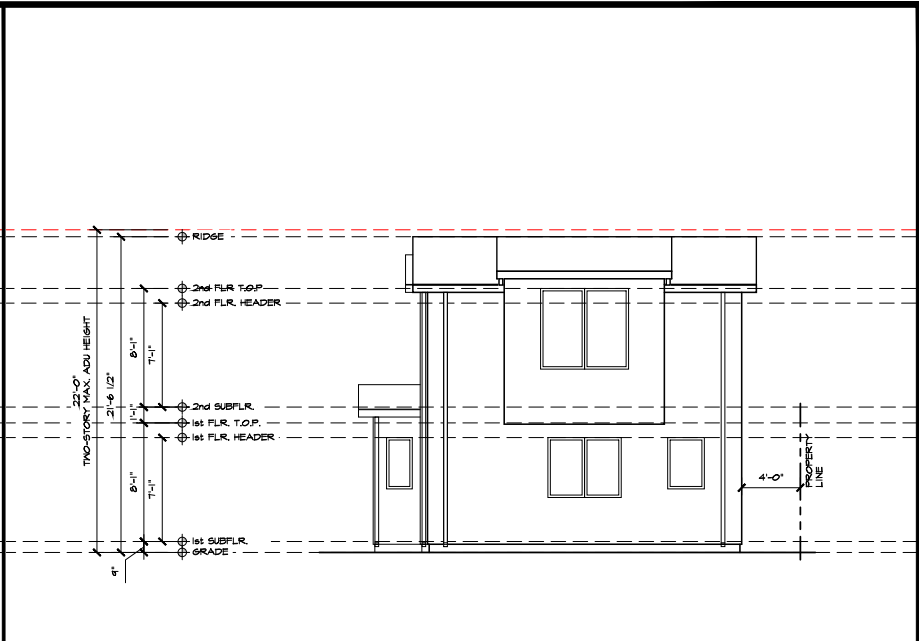 RIDGE
2nd FLR T.O.P
2nd FLR. HEADER
22'-0"
TWO-STORY MAX. ADU HEIGHT
21'-6 1/2"
8'-1"
7'-1"
2nd SUBFLR.
1'-1"
1st FLR. T.O.P.
1st FLR. HEADER
8'-1"
7'-1"
4'-0"
PROPERTY
LINE
1st SUBFLR.
GRADE
9"